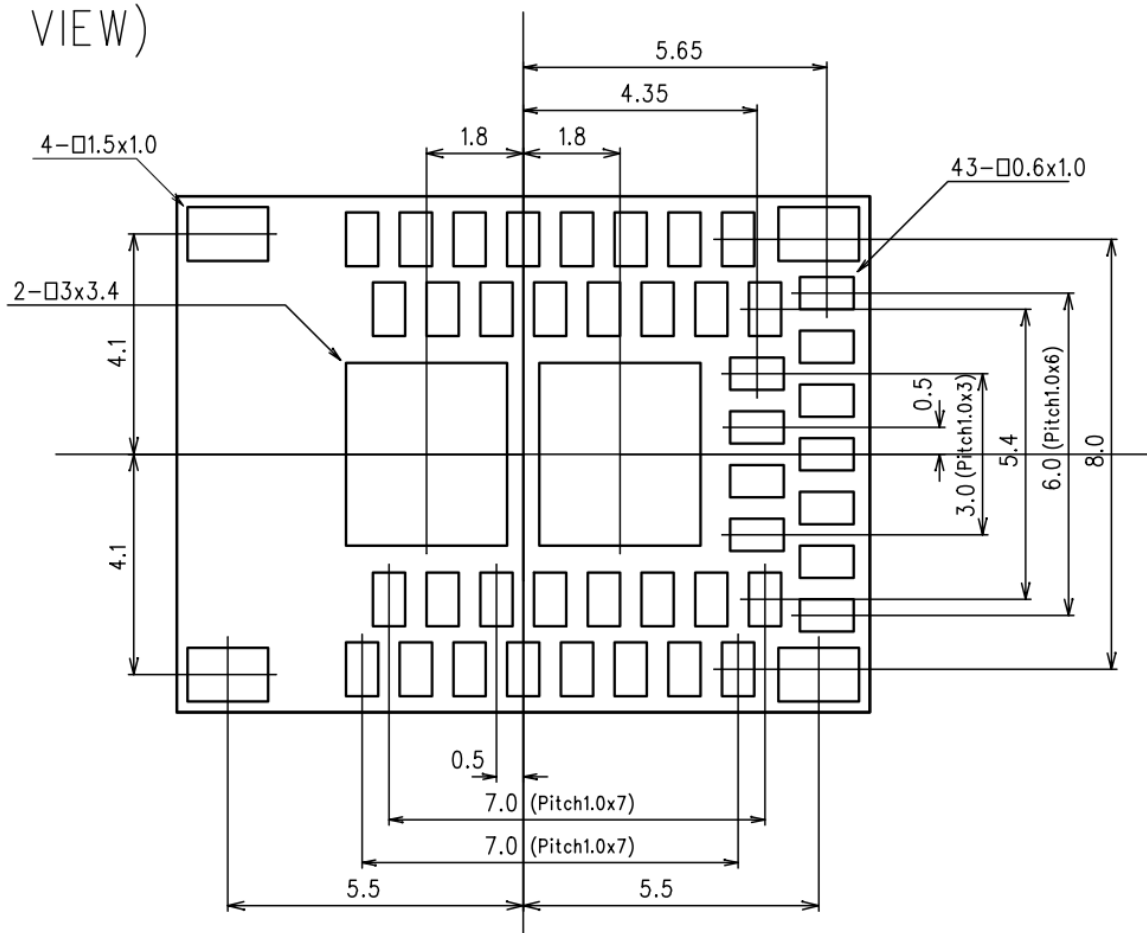 VIEW)
5.65
4.35
1.8
1.8
4-□1.5x1.0
43-□0.6x1.0
2-□3x3.4
4.1
4.1
0.5
3.0 (Pitch1.0x3)
5.4
6.0 (Pitch1.0x6)
8.0
0.5
7.0 (Pitch1.0x7)
7.0 (Pitch1.0x7)
5.5
5.5